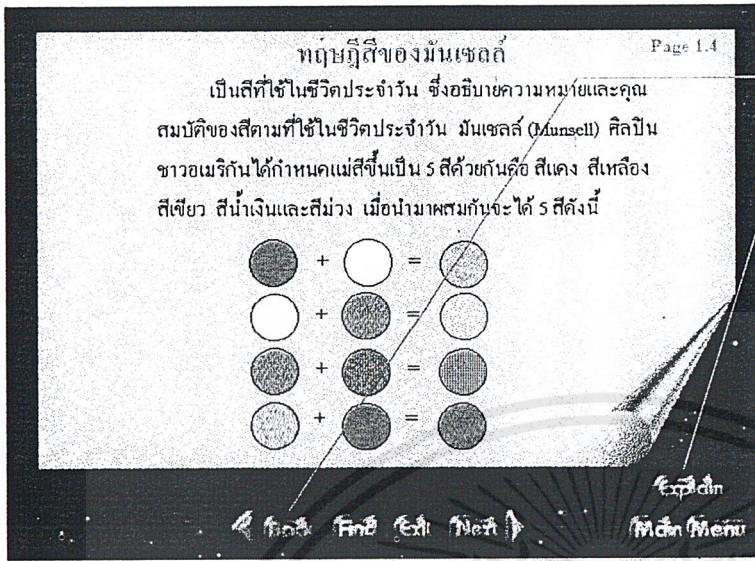 ทฤษฎีสีของมันเซลล์
Page 1.4
เป็นสีที่ใช้ในชีวิตประจำวัน ซึ่งอธิบายความหมายและคุณ
สมบัติของสีตามที่ใช้ในชีวิตประจำวัน มันเซลล์ (Munsell) ศิลปิน
ชาวอเมริกันได้กำหนดแม่สีขึ้นเป็น 5 สีด้วยกันคือ สีแดง สีเหลือง
สีเขียว สีน้ำเงินและสีม่วง เมื่อนำมาผสมกันจะได้ 5 สีดังนี้
+ =
+ =
+ =
+ =
Explain
Back Find Exit Next Main Menu